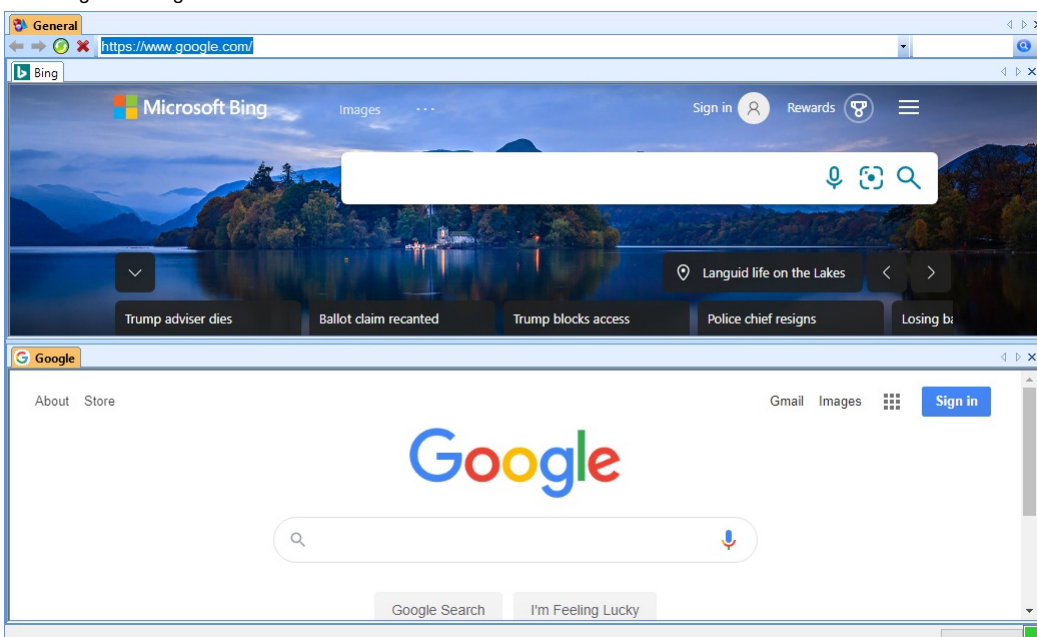 General
https://www.google.com/
Bing
Microsoft Bing Images ... Sign in Rewards
Languid life on the Lakes
Trump adviser dies Ballot claim recanted Trump blocks access Police chief resigns Losing
Google
About Store Gmail Images Sign in
Google
Google Search I'm Feeling Lucky